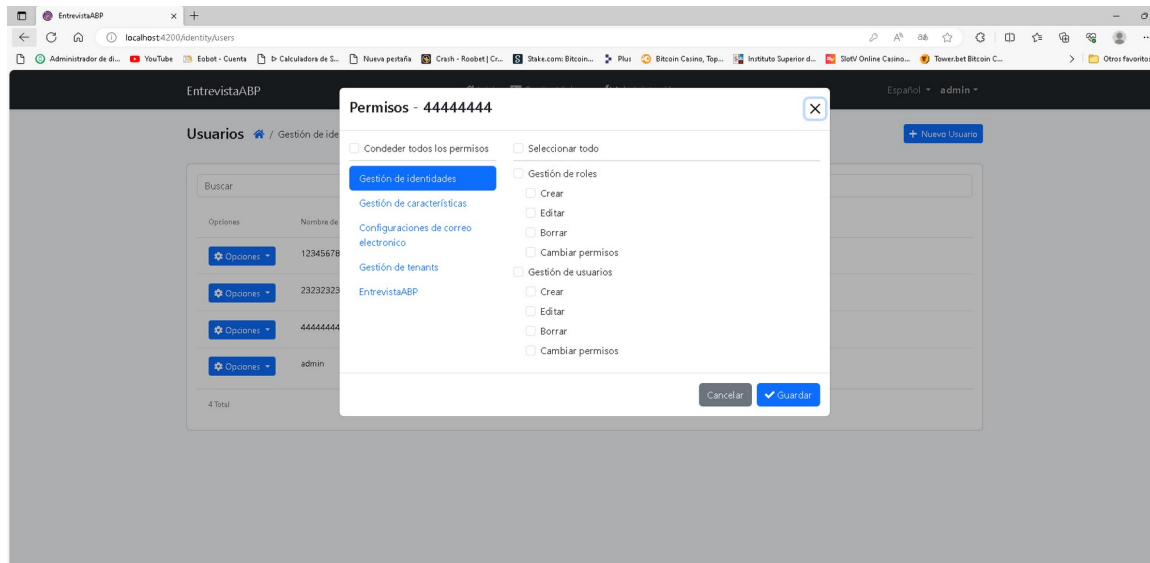 EntrevistaABP
localhost:4200/identity/users
Administrador de di...
YouTube
Eobot - Cuenta
Calculadora de S...
Nueva pestaña
Crash - Roobet | Cr...
Stake.com: Bitcoin...
Plus
Bitcoin Casino, Top...
Instituto Superior d...
SlotV Online Casino...
Tower.bet Bitcoin C...
Otros favoritos
EntrevistaABP
Español
admin
Usuarios / Gestión de ide
Nuevo Usuario
Buscar
Opciones
Nombre de
Opciones
12345678
Opciones
23232323
Opciones
44444444
Opciones
admin
4 Total
Permisos - 44444444
Condeder todos los permisos
Seleccionar todo
Gestión de identidades
Gestión de características
Configuraciones de correo
electronico
Gestión de tenants
EntrevistaABP
Gestión de roles
Crear
Editar
Borrar
Cambiar permisos
Gestión de usuarios
Crear
Editar
Borrar
Cambiar permisos
Cancelar
Guardar